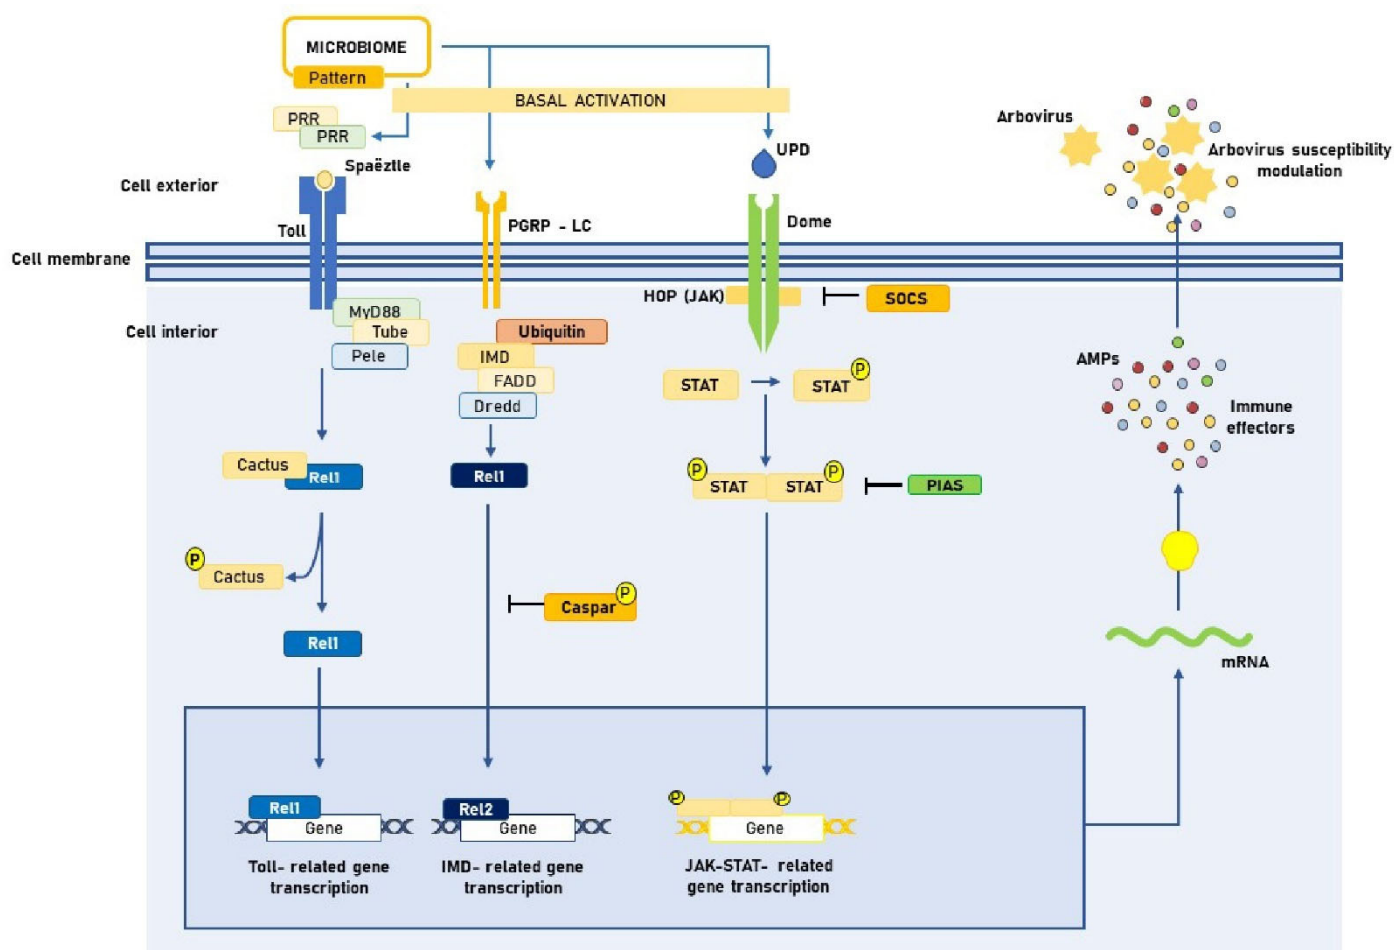 MICROBIOME
Pattern
BASAL ACTIVATION
PRR
PRR
Spaëztle
UPD
Arbovirus
Arbovirus susceptibility
modulation
Cell exterior
Toll
PGRP - LC
Dome
Cell membrane
HOP (JAK)
SOCS
Cell interior
MyD88
Tube
Pele
Ubiquitin
IMD
FADD
Dredd
STAT
STAT
P
AMPs
Immune
effectors
Cactus
Rel1
Rel1
P
STAT
STAT
P
PIAS
P
Cactus
Caspar
P
Rel1
mRNA
Rel1
Gene
Rel2
Gene
P
P
Gene
Toll- related gene
transcription
IMD- related gene
transcription
JAK-STAT- related
gene transcription